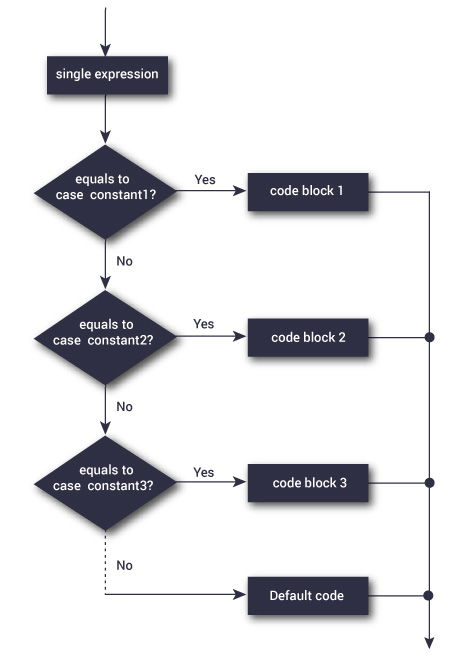 single expression
equals to
case constant1?
Yes
code block 1
No
equals to
case constant2?
Yes
code block 2
No
equals to
case constant3?
Yes
code block 3
No
Default code